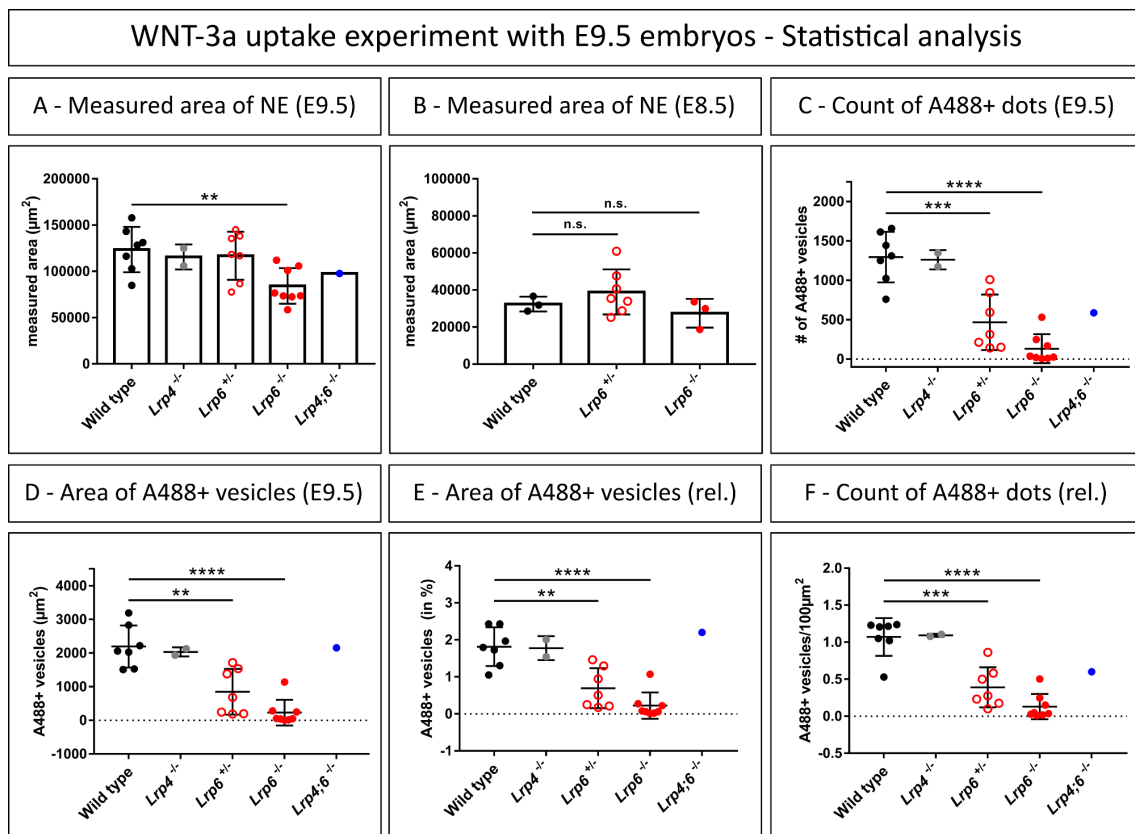 WNT-3a uptake experiment with E9.5 embryos - Statistical analysis
A - Measured area of NE (E9.5)
B - Measured area of NE (E8.5)
C - Count of A488+ dots (E9.5)
measured area (µm²)
200000
150000
100000
50000
0
**
Wild type
Lrp4 -/-
Lrp6 +/-
Lrp6 -/-
Lrp4;6 -/-
measured area (µm²)
100000
80000
60000
40000
20000
0
n.s.
n.s.
Wild type
Lrp6 +/-
Lrp6 -/-
# of A488+ vesicles
2000
1500
1000
500
0
****
***
Wild type
Lrp4 -/-
Lrp6 +/-
Lrp6 -/-
Lrp4;6 -/-
D - Area of A488+ vesicles (E9.5)
E - Area of A488+ vesicles (rel.)
F - Count of A488+ dots (rel.)
A488+ vesicles (µm²)
4000
3000
2000
1000
0
-1000
****
**
Wild type
Lrp4 -/-
Lrp6 +/-
Lrp6 -/-
Lrp4;6 -/-
A488+ vesicles (in %)
4
3
2
1
0
-1
****
**
Wild type
Lrp4 -/-
Lrp6 +/-
Lrp6 -/-
Lrp4;6 -/-
A488+ vesicles/100µm²
2.0
1.5
1.0
0.5
0.0
-0.5
****
***
Wild type
Lrp4 -/-
Lrp6 +/-
Lrp6 -/-
Lrp4;6 -/-